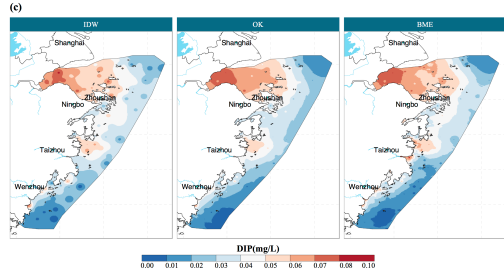 (c)
IDW
OK
BME
Shanghai
Shanghai
Shanghai
Zhoushan
Zhoushan
Zhoushan
Ningbo
Ningbo
Ningbo
Taizhou
Taizhou
Taizhou
Wenzhou
Wenzhou
Wenzhou
DIP(mg/L)
0.00 0.01 0.02 0.03 0.04 0.05 0.06 0.07 0.08 0.10